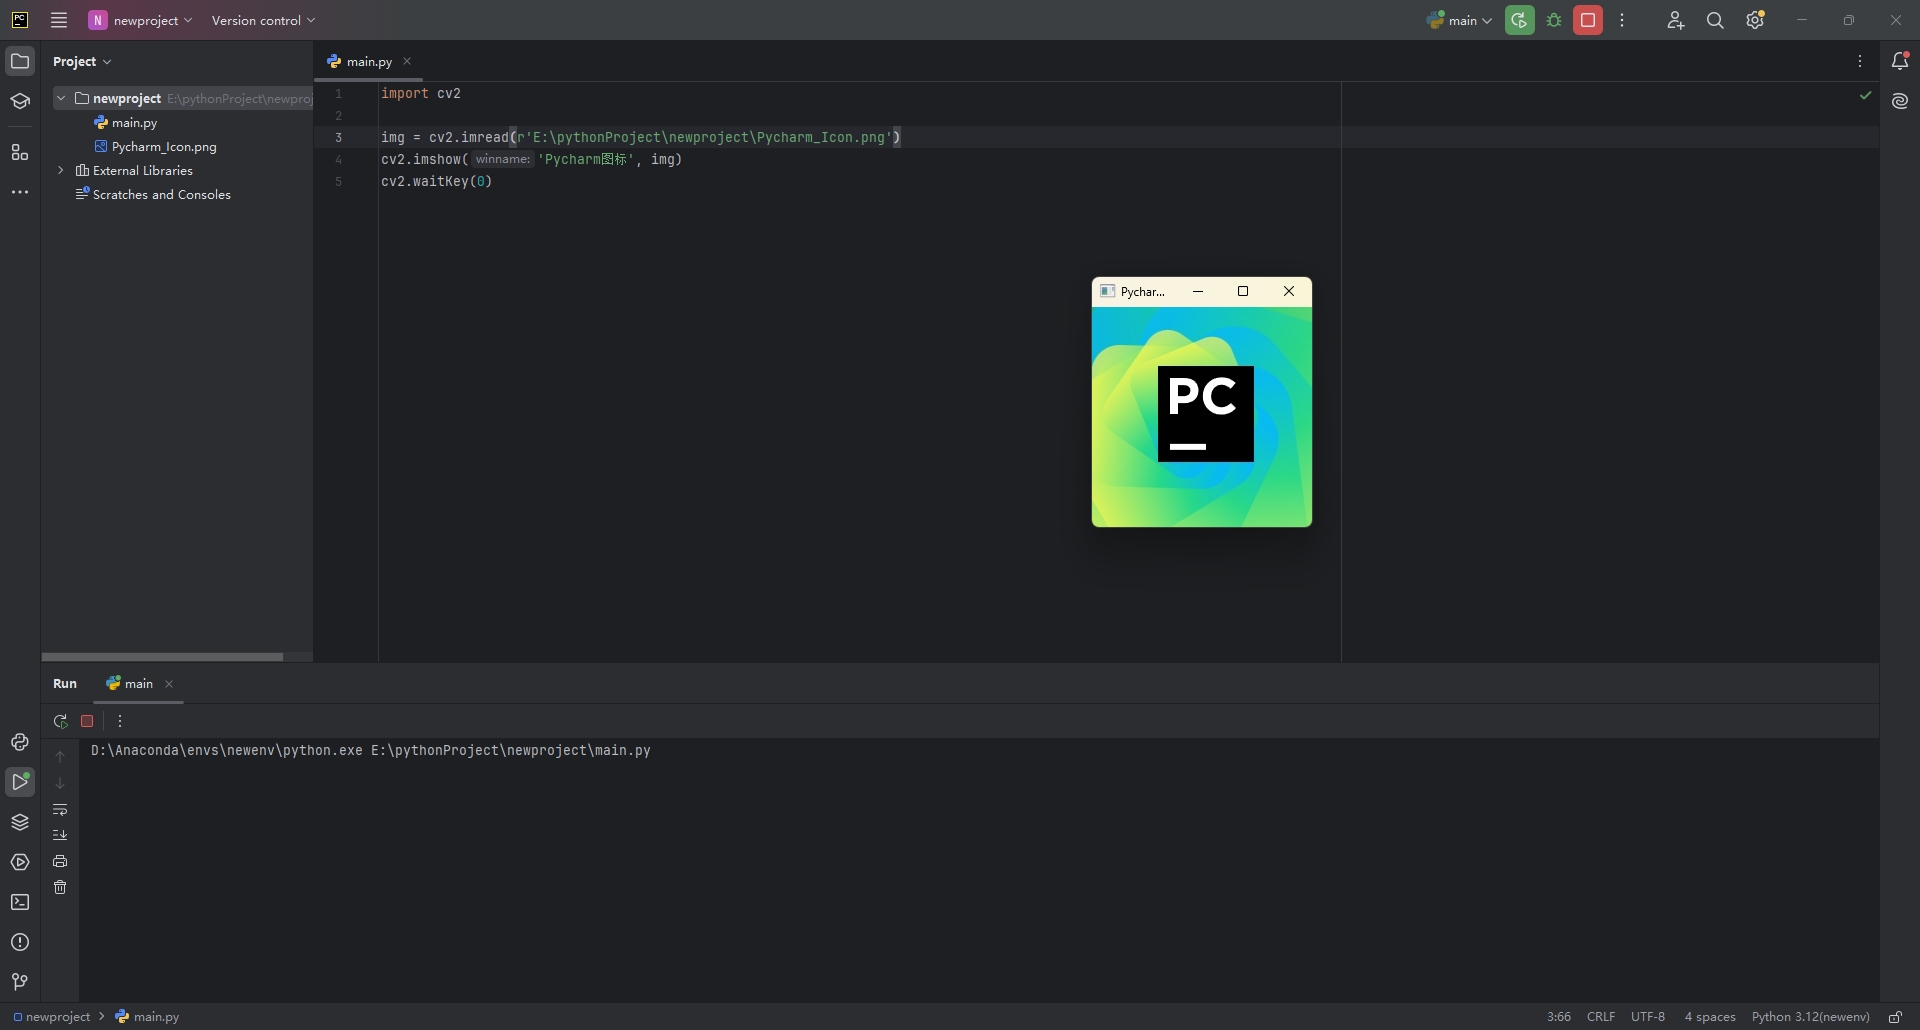 PC newproject Version control main
N
Project
main.py
newproject E:\pythonProject\newproj
main.py
Pycharm_Icon.png
External Libraries
Scratches and Consoles
1 import cv2
2
3 img = cv2.imread(r'E:\pythonProject\newproject\Pycharm_Icon.png')
4 cv2.imshow( winname: 'Pycharm图标', img)
5 cv2.waitKey(0)
Pychar...
PC
Run main
D:\Anaconda\envs\newenv\python.exe E:\pythonProject\newproject\main.py
newproject > main.py 3:66 CRLF UTF-8 4 spaces Python 3.12(newenv)